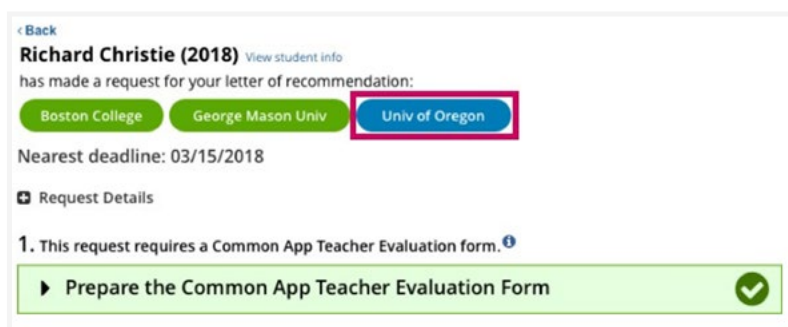 ‹ Back
Richard Christie (2018) View student info
has made a request for your letter of recommendation:
Boston College George Mason Univ Univ of Oregon
Nearest deadline: 03/15/2018
Request Details
1. This request requires a Common App Teacher Evaluation form.
Prepare the Common App Teacher Evaluation Form